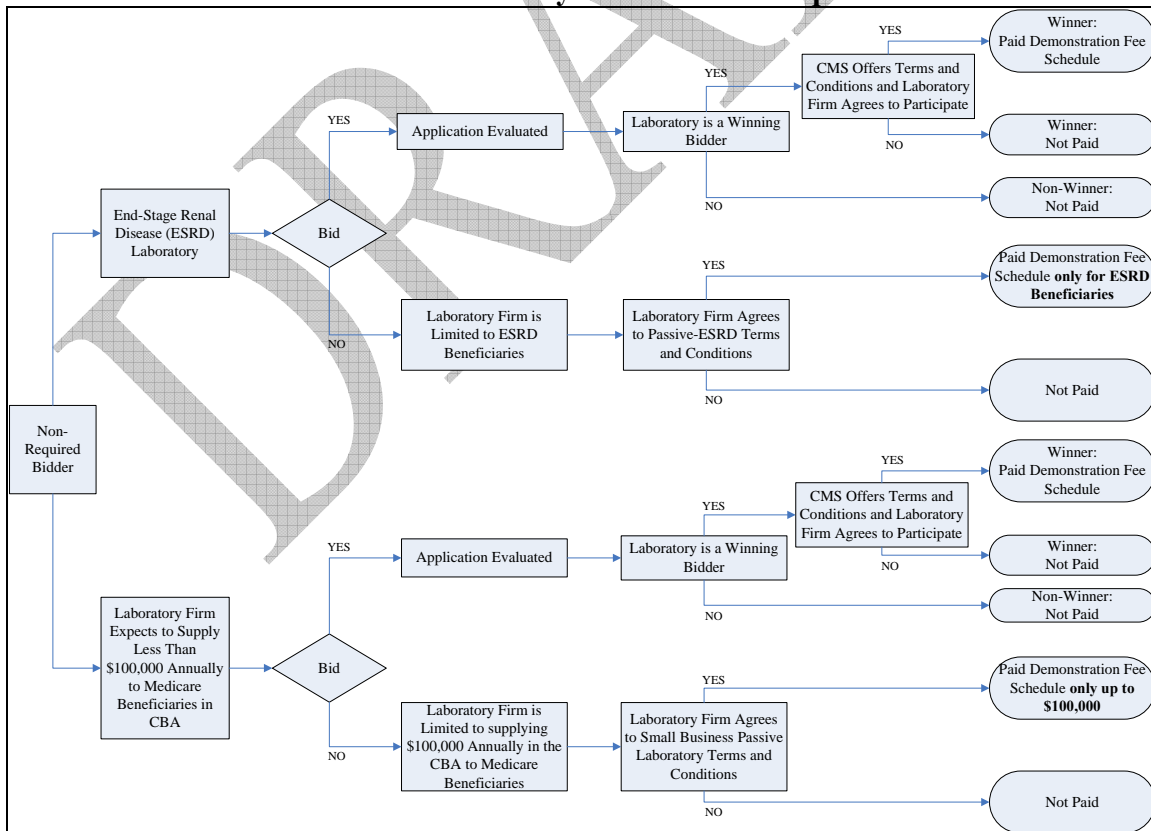 Non-
Required
Bidder
End-Stage Renal
Disease (ESRD)
Laboratory
Bid
YES
Application Evaluated
Laboratory is a Winning
Bidder
YES
CMS Offers Terms and
Conditions and Laboratory
Firm Agrees to Participate
YES
Winner:
Paid Demonstration Fee
Schedule
NO
Winner:
Not Paid
NO
Non-Winner:
Not Paid
NO
Laboratory Firm is
Limited to ESRD
Beneficiaries
Laboratory Firm Agrees
to Passive-ESRD Terms
and Conditions
YES
Paid Demonstration Fee
Schedule only for ESRD
Beneficiaries
NO
Not Paid
Laboratory Firm
Expects to Supply
Less Than
$100,000 Annually
to Medicare
Beneficiaries in
CBA
Bid
YES
Application Evaluated
Laboratory is a Winning
Bidder
YES
CMS Offers Terms and
Conditions and Laboratory
Firm Agrees to Participate
YES
Winner:
Paid Demonstration Fee
Schedule
NO
Winner:
Not Paid
NO
Non-Winner:
Not Paid
NO
Laboratory Firm is
Limited to supplying
$100,000 Annually in the
CBA to Medicare
Beneficiaries
Laboratory Firm Agrees
to Small Business Passive
Laboratory Terms and
Conditions
YES
Paid Demonstration Fee
Schedule only up to
$100,000
NO
Not Paid